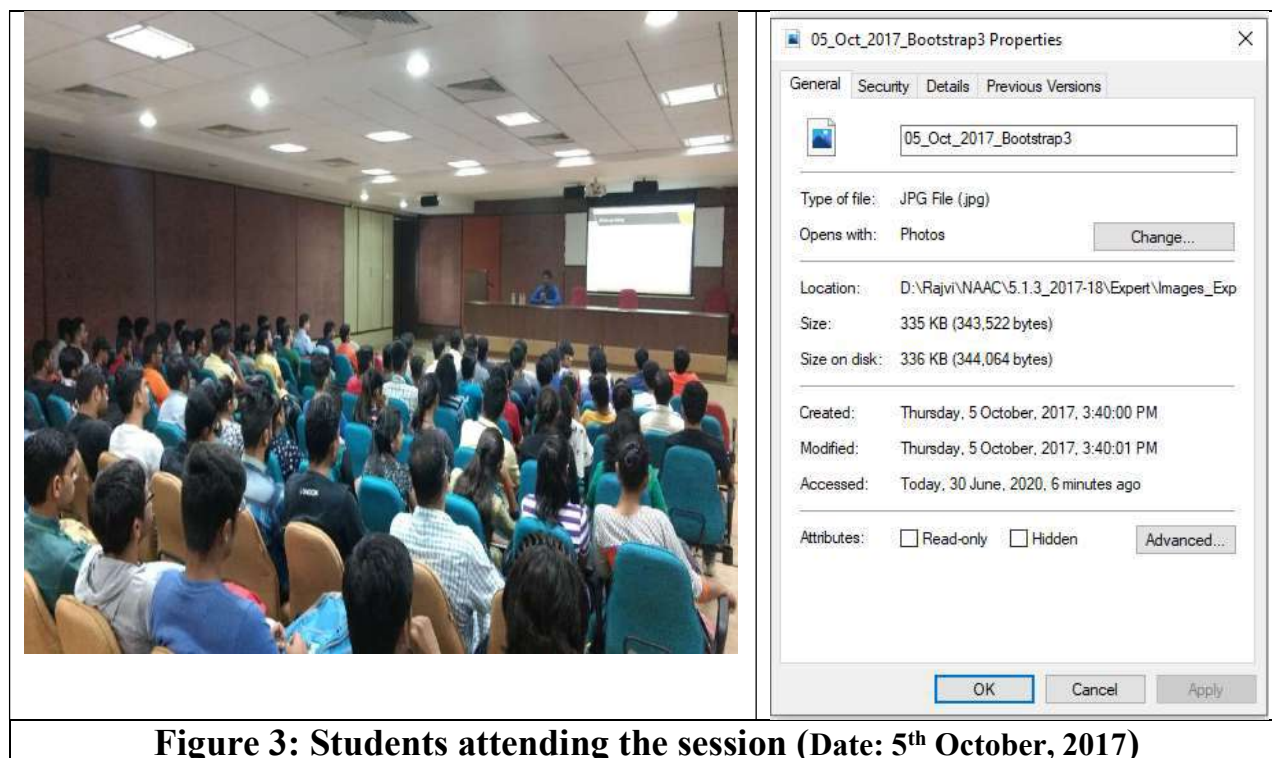 05_Oct_2017_Bootstrap3 Properties
General Security Details Previous Versions
05_Oct_2017_Bootstrap3
Type of file: JPG File (.jpg)
Opens with: Photos Change...
Location: D:\Rajvi\NAAC\5.1.3_2017-18\Expert\Images_Exp
Size: 335 KB (343,522 bytes)
Size on disk: 336 KB (344,064 bytes)
Created: Thursday, 5 October, 2017, 3:40:00 PM
Modified: Thursday, 5 October, 2017, 3:40:01 PM
Accessed: Today, 30 June, 2020, 6 minutes ago
Attributes: Read-only Hidden Advanced...
OK Cancel Apply
Figure 3: Students attending the session (Date: 5th October, 2017)